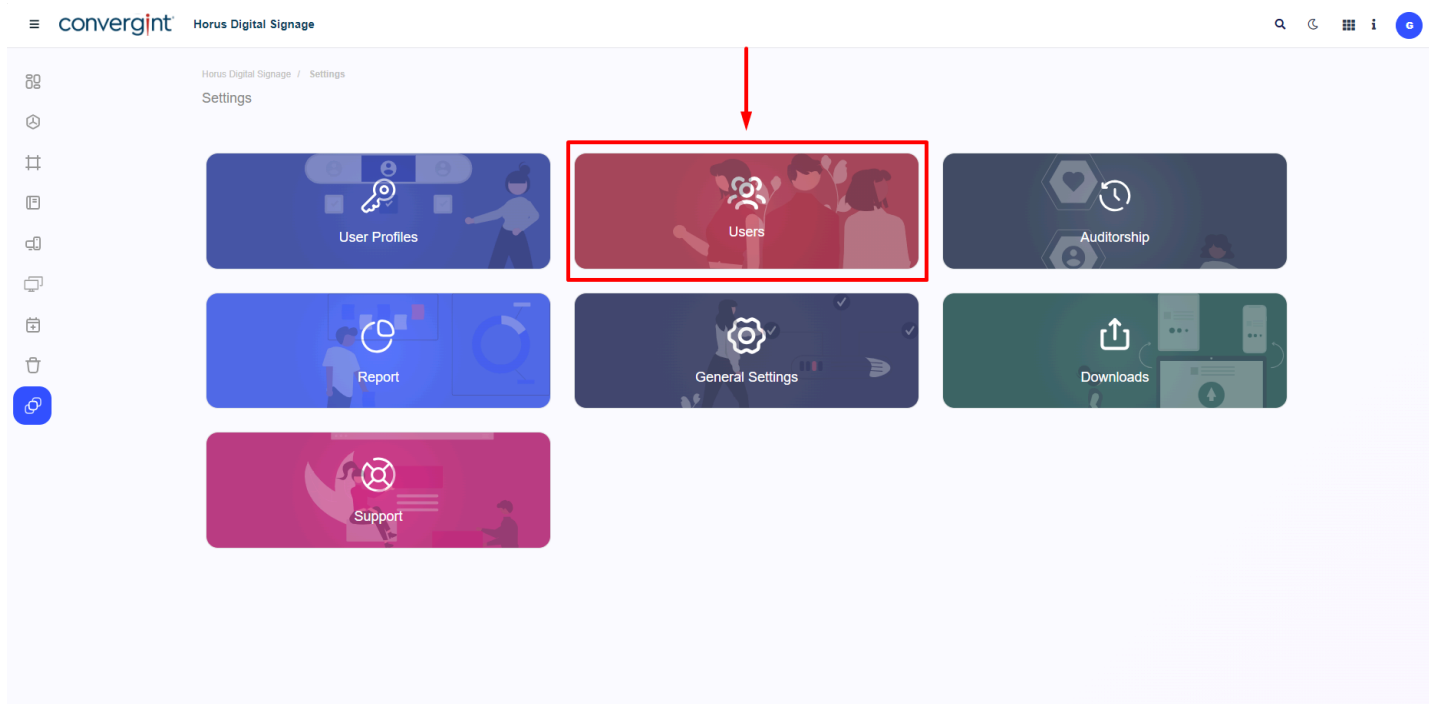 convergint Horus Digital Signage
G
Horus Digital Signage / Settings
Settings
User Profiles
Users
Auditorship
Report
General Settings
Downloads
Support